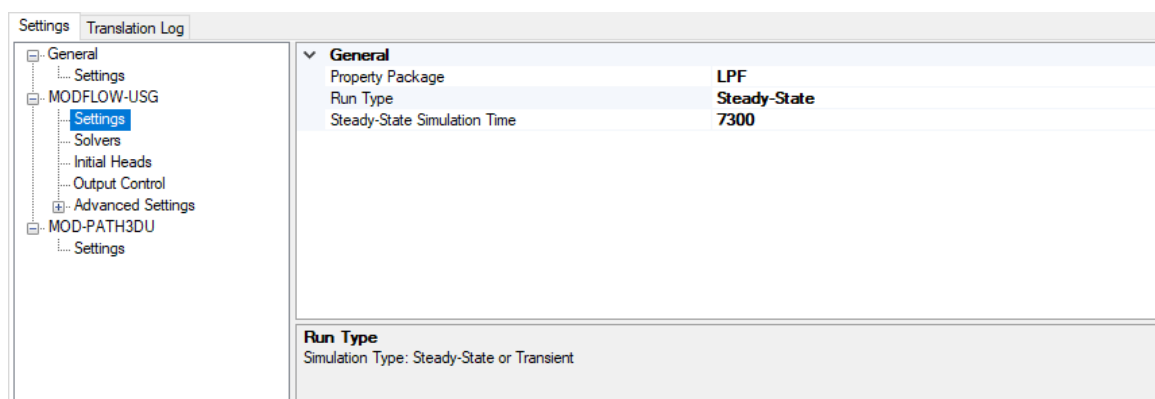 Settings
Translation Log
General
Settings
MODFLOW-USG
Settings
Solvers
Initial Heads
Output Control
Advanced Settings
MOD-PATH3DU
Settings
General
Property Package LPF
Run Type Steady-State
Steady-State Simulation Time 7300
Run Type
Simulation Type: Steady-State or Transient